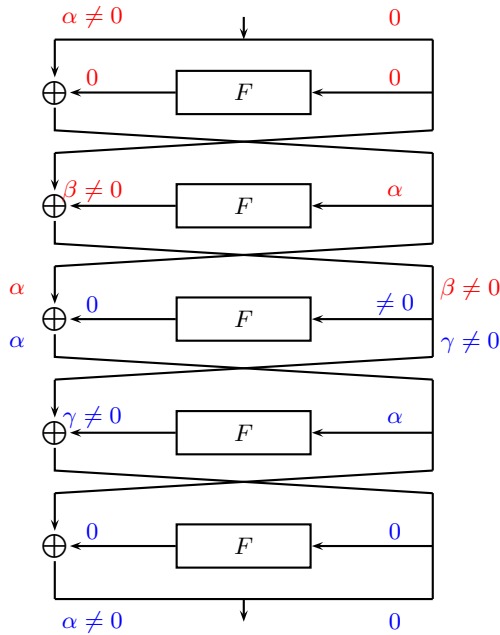 α ≠ 0 0
0 F 0
β ≠ 0 F α
α β ≠ 0
0 F ≠ 0
α γ ≠ 0
γ ≠ 0 F α
0 F 0
α ≠ 0 0